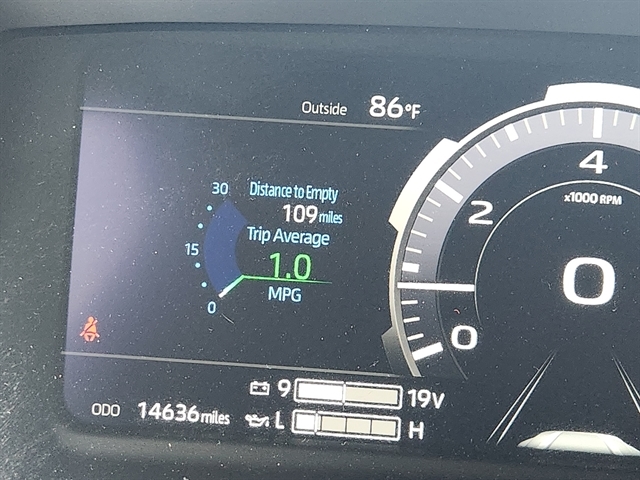 Outside 86°F
30
Distance to Empty
109 miles
Trip Average
15
1.0
MPG
0
4
x1000 RPM
2
0
0
9 19V
ODO 14636 miles
L H